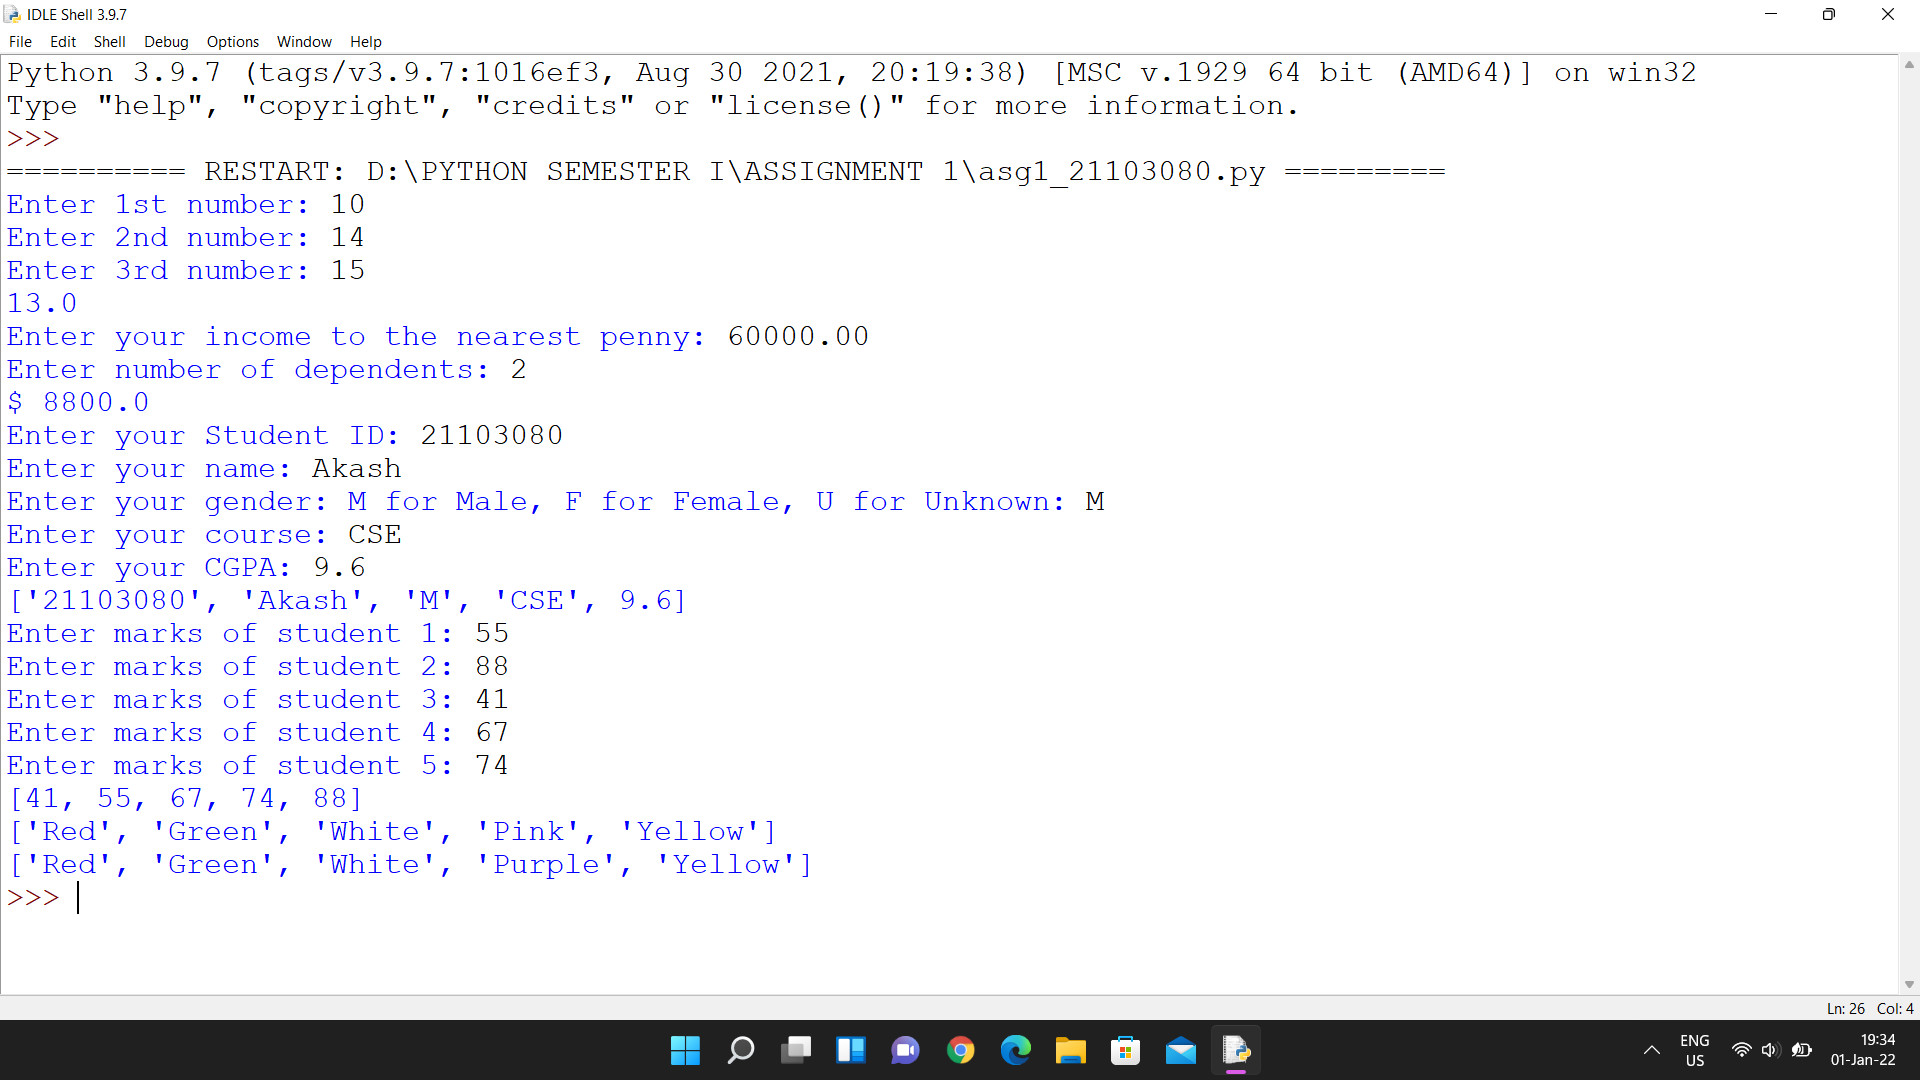 IDLE Shell 3.9.7
File Edit Shell Debug Options Window Help
Python 3.9.7 (tags/v3.9.7:1016ef3, Aug 30 2021, 20:19:38) [MSC v.1929 64 bit (AMD64)] on win32
Type "help", "copyright", "credits" or "license()" for more information.
>>>
========== RESTART: D:\PYTHON SEMESTER I\ASSIGNMENT 1\asg1_21103080.py =========
Enter 1st number: 10
Enter 2nd number: 14
Enter 3rd number: 15
13.0
Enter your income to the nearest penny: 60000.00
Enter number of dependents: 2
$ 8800.0
Enter your Student ID: 21103080
Enter your name: Akash
Enter your gender: M for Male, F for Female, U for Unknown: M
Enter your course: CSE
Enter your CGPA: 9.6
['21103080', 'Akash', 'M', 'CSE', 9.6]
Enter marks of student 1: 55
Enter marks of student 2: 88
Enter marks of student 3: 41
Enter marks of student 4: 67
Enter marks of student 5: 74
[41, 55, 67, 74, 88]
['Red', 'Green', 'White', 'Pink', 'Yellow']
['Red', 'Green', 'White', 'Purple', 'Yellow']
>>>
Ln: 26 Col: 4
ENG
US
19:34
01-Jan-22